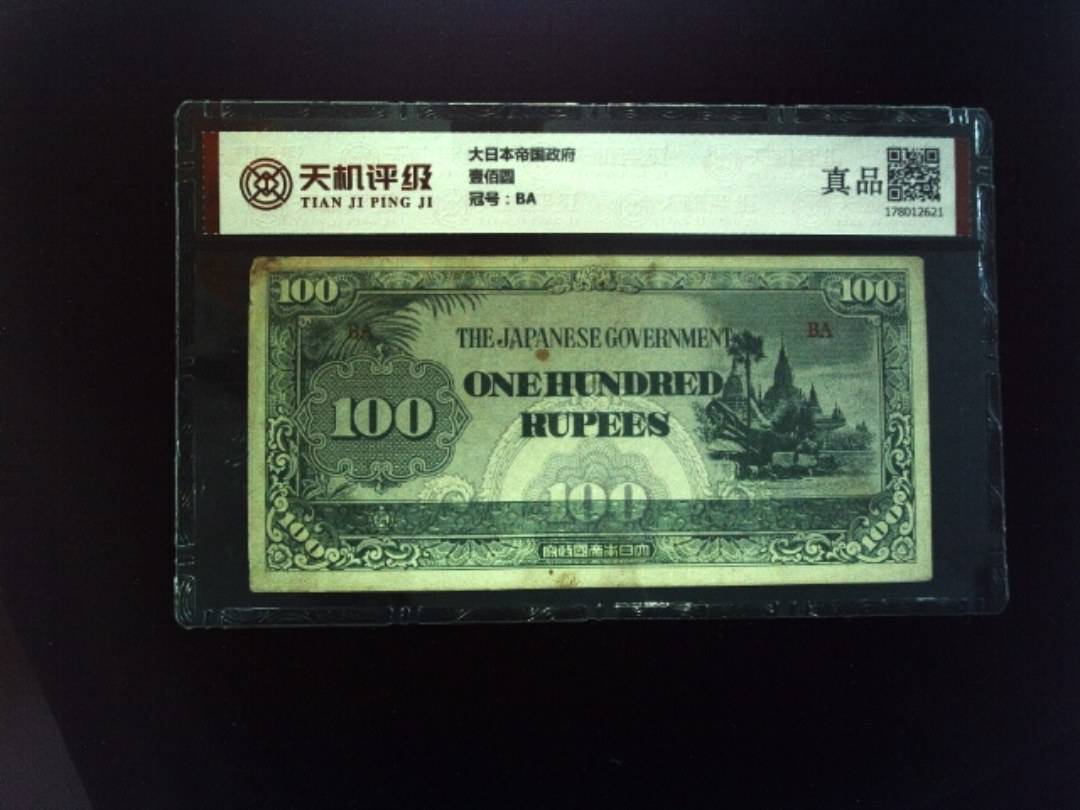 天机评级
TIAN JI PING JI
大日本帝国政府
壹佰圆
冠号：BA
真品
178012621
100
100
BA
BA
THE JAPANESE GOVERNMENT
ONE HUNDRED
RUPEES
100
100
100
100
府政國帝本日大